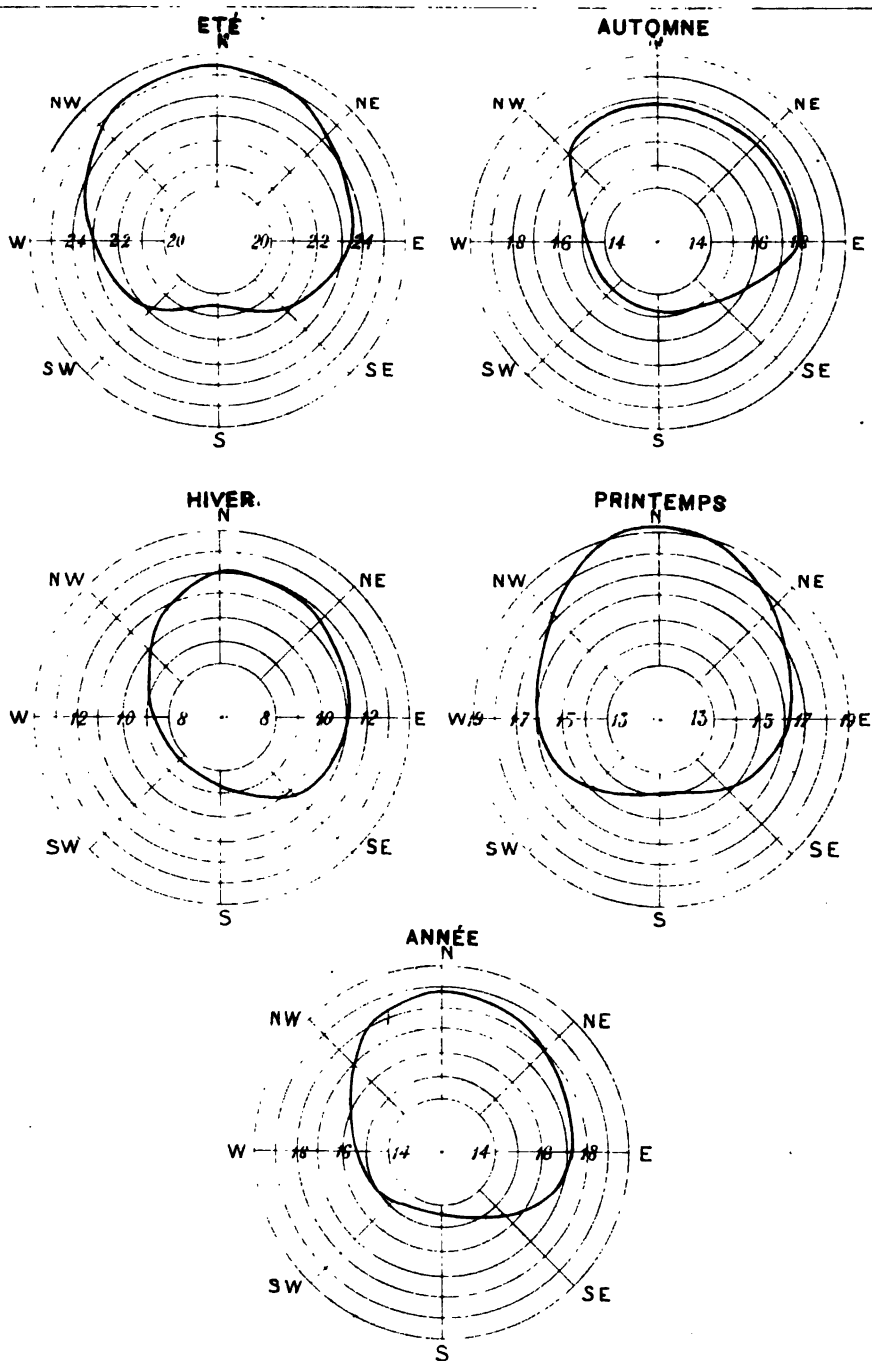 ETÉ
N
NW NE
W 24 22 20 20 22 24 E
SW SE
S
AUTOMNE
N
NW NE
W 18 16 14 14 16 18 E
SW SE
S
HIVER.
N
NW NE
W 12 10 8 8 10 12 E
SW SE
S
PRINTEMPS
N
NW NE
W 19 17 15 13 13 15 17 19 E
SW SE
S
ANNÉE
N
NW NE
W 18 16 14 14 16 18 E
SW SE
S